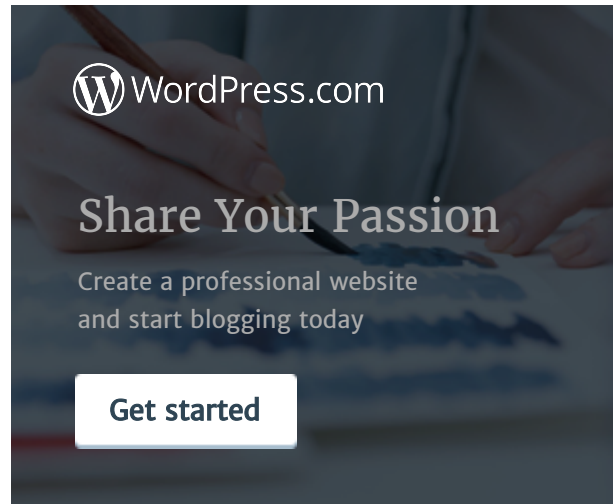 WordPress.com
Share Your Passion
Create a professional website
and start blogging today
Get started